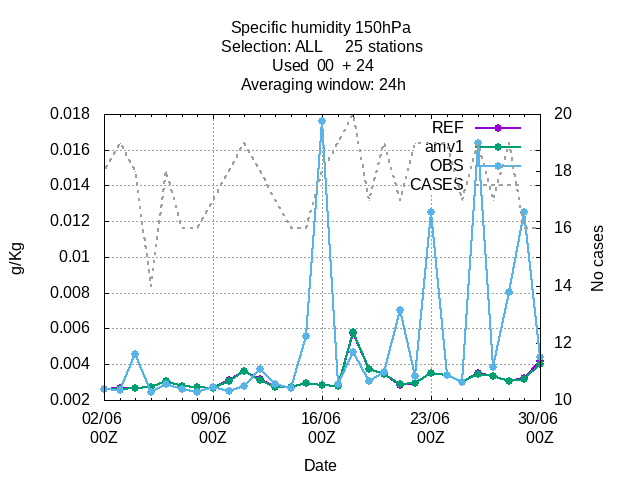 Specific humidity 150hPa
Selection: ALL     25 stations
Used  00  + 24
Averaging window: 24h
0.018
0.016
0.014
0.012
0.01
0.008
0.006
0.004
0.002
g/Kg
REF
amv1
OBS
CASES
20
18
16
14
12
10
No cases
02/06 09/06 16/06 23/06 30/06
00Z 00Z 00Z 00Z 00Z
Date